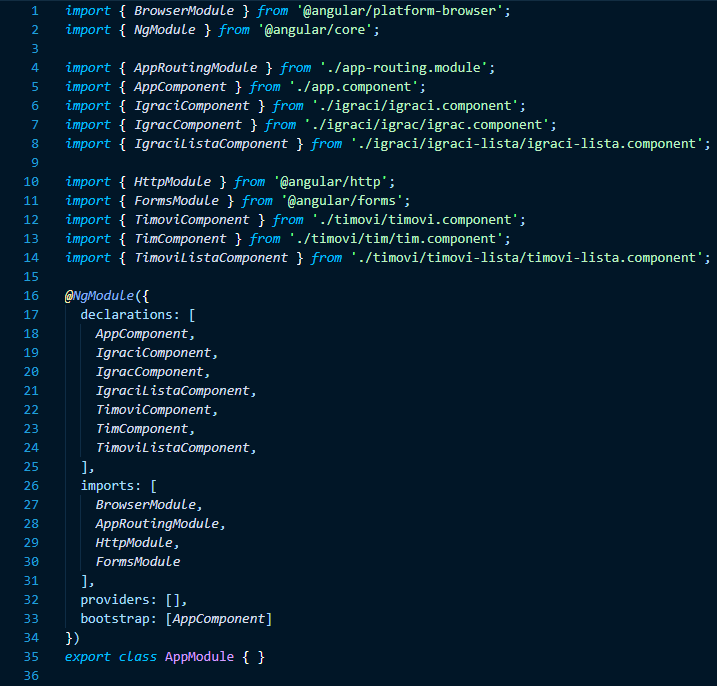 1 import { BrowserModule } from '@angular/platform-browser';
2 import { NgModule } from '@angular/core';
3
4 import { AppRoutingModule } from './app-routing.module';
5 import { AppComponent } from './app.component';
6 import { IgraciComponent } from './igraci/igraci.component';
7 import { IgracComponent } from './igraci/igrac/igrac.component';
8 import { IgraciListaComponent } from './igraci/igraci-lista/igraci-lista.component';
9
10 import { HttpModule } from '@angular/http';
11 import { FormsModule } from '@angular/forms';
12 import { TimoviComponent } from './timovi/timovi.component';
13 import { TimComponent } from './timovi/tim/tim.component';
14 import { TimoviListaComponent } from './timovi/timovi-lista/timovi-lista.component';
15
16 @NgModule({
17   declarations: [
18     AppComponent,
19     IgraciComponent,
20     IgracComponent,
21     IgraciListaComponent,
22     TimoviComponent,
23     TimComponent,
24     TimoviListaComponent,
25   ],
26   imports: [
27     BrowserModule,
28     AppRoutingModule,
29     HttpModule,
30     FormsModule
31   ],
32   providers: [],
33   bootstrap: [AppComponent]
34 })
35 export class AppModule { }
36